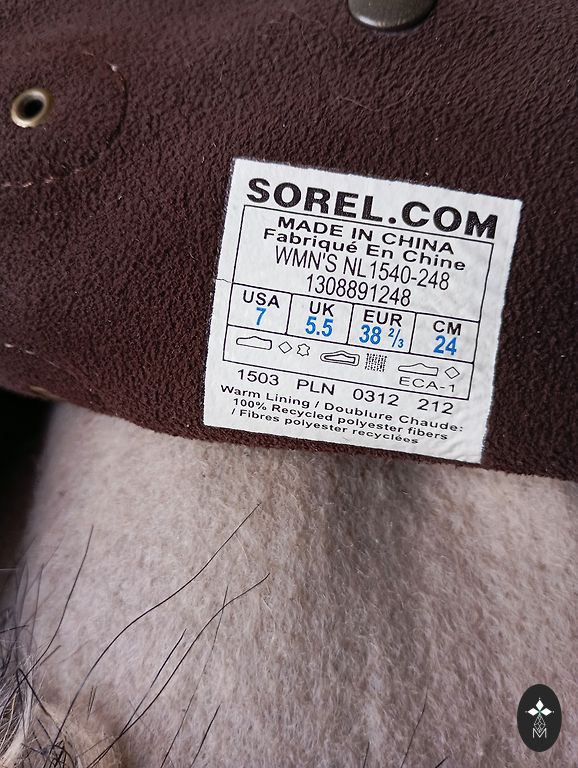 SOREL.COM
MADE IN CHINA
Fabriqué En Chine
WMN'S NL1540-248
1308891248
USA UK EUR CM
7 5.5 38 2/3 24
ECA-1
1503 PLN 0312 212
Warm Lining / Doublure Chaude:
100% Recycled polyester fibers
/ Fibres polyester recyclées
M